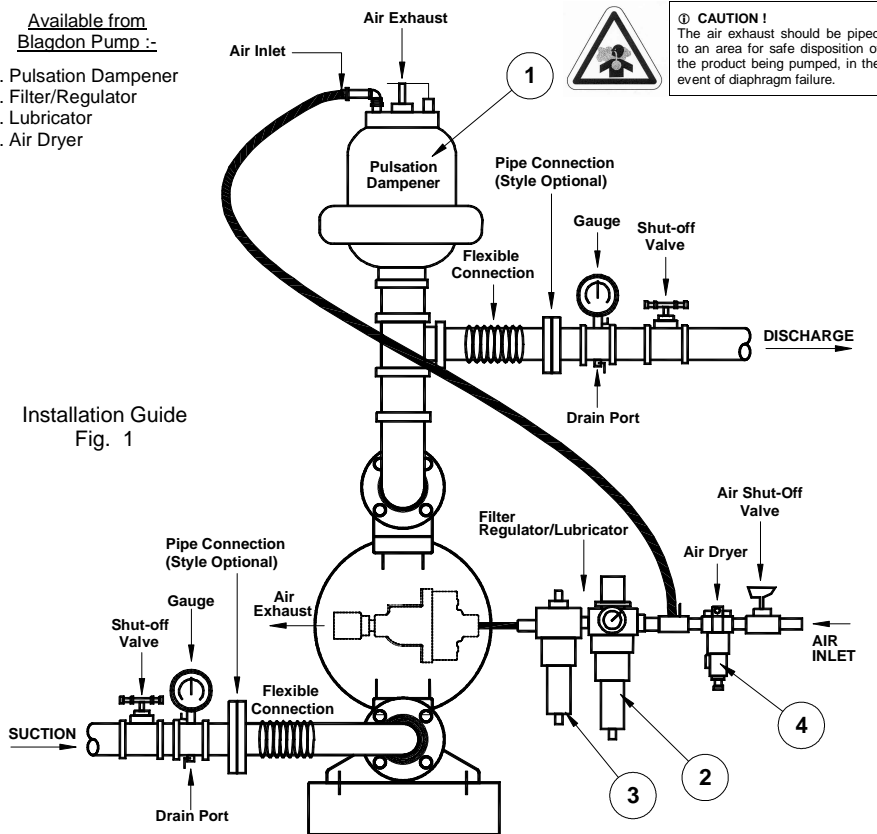 Available from
Blagdon Pump :-
. Pulsation Dampener
. Filter/Regulator
. Lubricator
. Air Dryer
Air Exhaust
Air Inlet
1
① CAUTION !
The air exhaust should be piped
to an area for safe disposition of
the product being pumped, in the
event of diaphragm failure.
Pulsation
Dampener
Pipe Connection
(Style Optional)
Gauge
Shut-off
Valve
Flexible
Connection
DISCHARGE
Drain Port
Installation Guide
Fig. 1
Air Shut-Off
Valve
Filter
Regulator/Lubricator
Air Dryer
Pipe Connection
(Style Optional)
Air
Exhaust
Gauge
Shut-off
Valve
AIR
INLET
Flexible
Connection
SUCTION
4
2
3
Drain Port